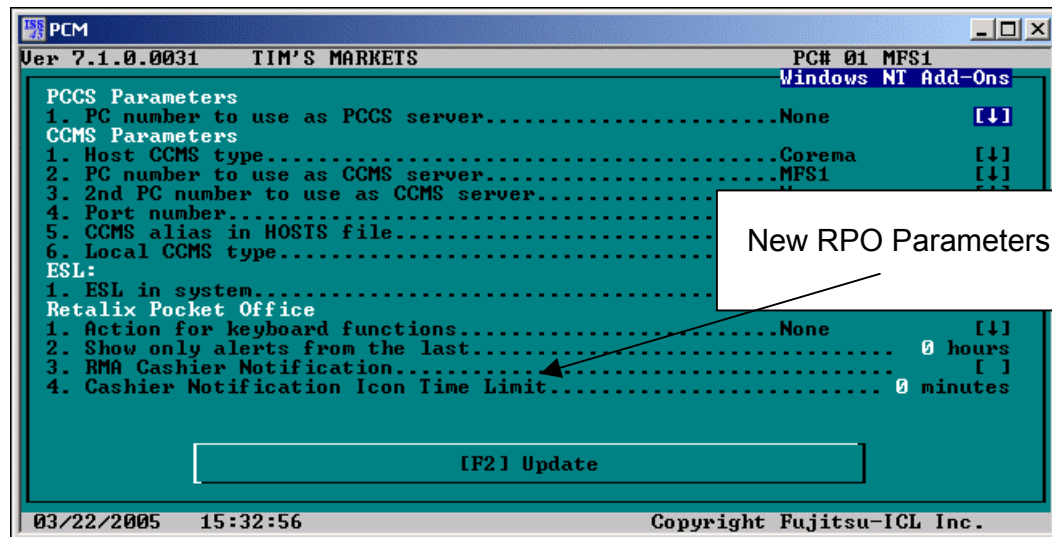 ISS
45 PCM
Ver 7.1.0.0031 TIM'S MARKETS PC# 01 MFS1
Windows NT Add-Ons
PCCS Parameters
1. PC number to use as PCCS server........................None [↓]
CCMS Parameters
1. Host CCMS type.........................................Corema [↓]
2. PC number to use as CCMS server........................MFS1 [↓]
3. 2nd PC number to use as CCMS server...............
4. Port number.......................................
5. CCMS alias in HOSTS file..........................
6. Local CCMS type...................................
ESL:
1. ESL in system.....................................
Retalix Pocket Office
1. Action for keyboard functions..........................None [↓]
2. Show only alerts from the last.................................. 0 hours
3. RMA Cashier Notification........................................ [ ]
4. Cashier Notification Icon Time Limit........................... 0 minutes
New RPO Parameters
[F2] Update
03/22/2005 15:32:56 Copyright Fujitsu-ICL Inc.